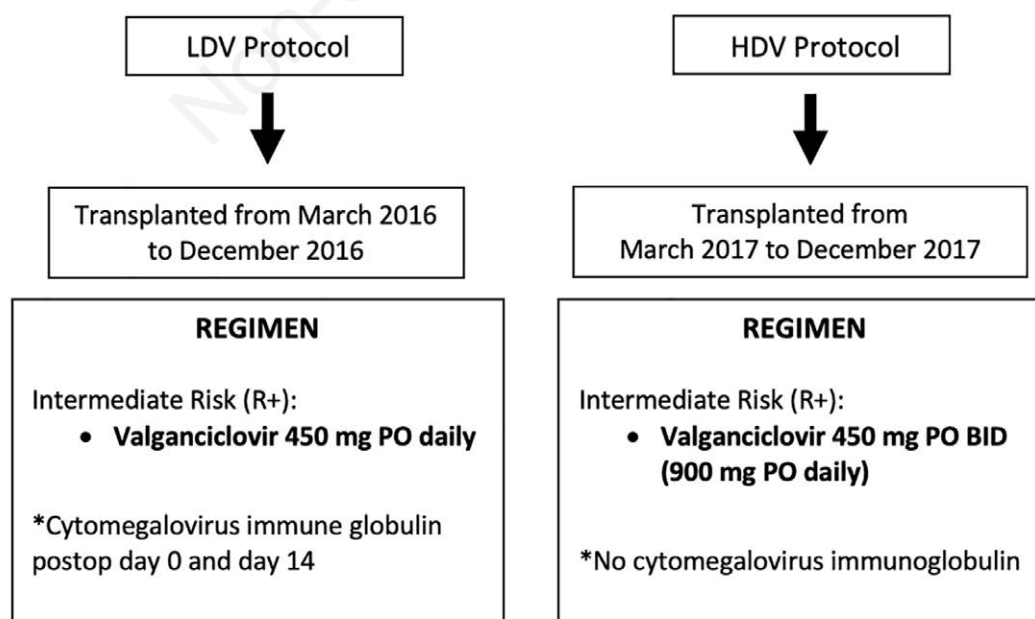 Non-
LDV Protocol
Transplanted from March 2016
to December 2016
REGIMEN
Intermediate Risk (R+):
• Valganciclovir 450 mg PO daily
*Cytomegalovirus immune globulin
postop day 0 and day 14
HDV Protocol
Transplanted from
March 2017 to December 2017
REGIMEN
Intermediate Risk (R+):
• Valganciclovir 450 mg PO BID
(900 mg PO daily)
*No cytomegalovirus immunoglobulin